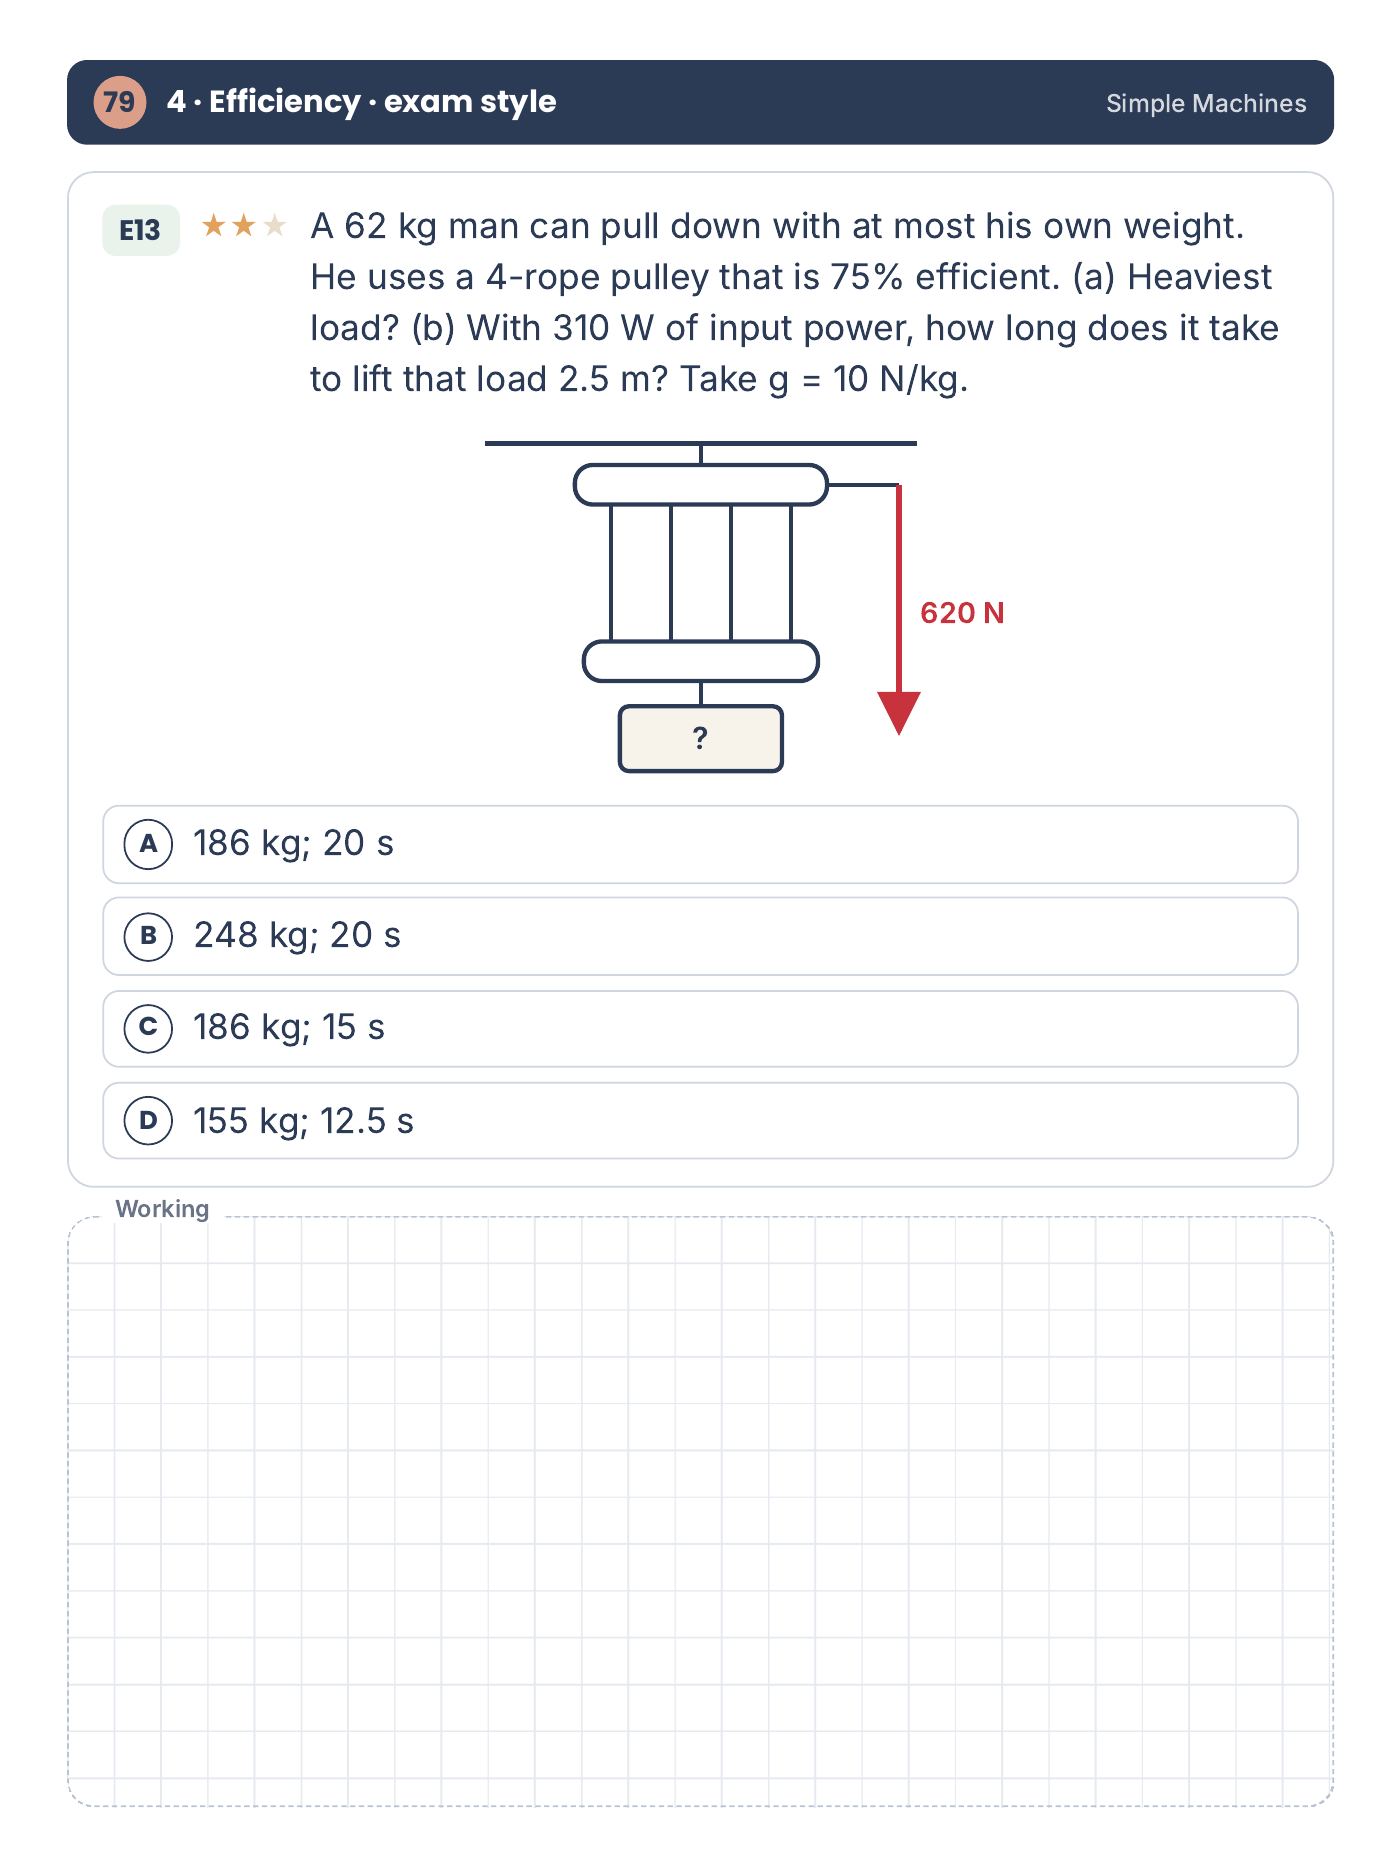 79 4 · Efficiency · exam style Simple Machines
E13 ★★★ A 62 kg man can pull down with at most his own weight.
He uses a 4-rope pulley that is 75% efficient. (a) Heaviest
load? (b) With 310 W of input power, how long does it take
to lift that load 2.5 m? Take g = 10 N/kg.
620 N
?
A 186 kg; 20 s
B 248 kg; 20 s
C 186 kg; 15 s
D 155 kg; 12.5 s
Working